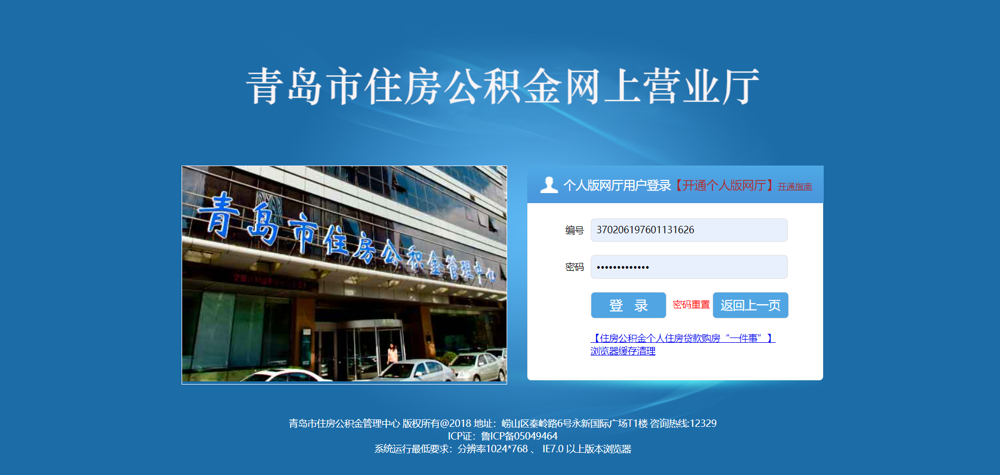 青岛市住房公积金网上营业厅
青岛市住房公积金管理中心
个人版网厅用户登录【开通个人版网厅】开通指南
编号 370206197601131626
密码 •••••••••••••
登 录 密码重置 返回上一页
【住房公积金个人住房贷款购房“一件事”】
浏览器缓存清理
青岛市住房公积金管理中心 版权所有@2018 地址：崂山区秦岭路6号永新国际广场T1楼 咨询热线:12329
ICP证：鲁ICP备05049464
系统运行最低要求：分辨率1024*768 、 IE7.0 以上版本浏览器